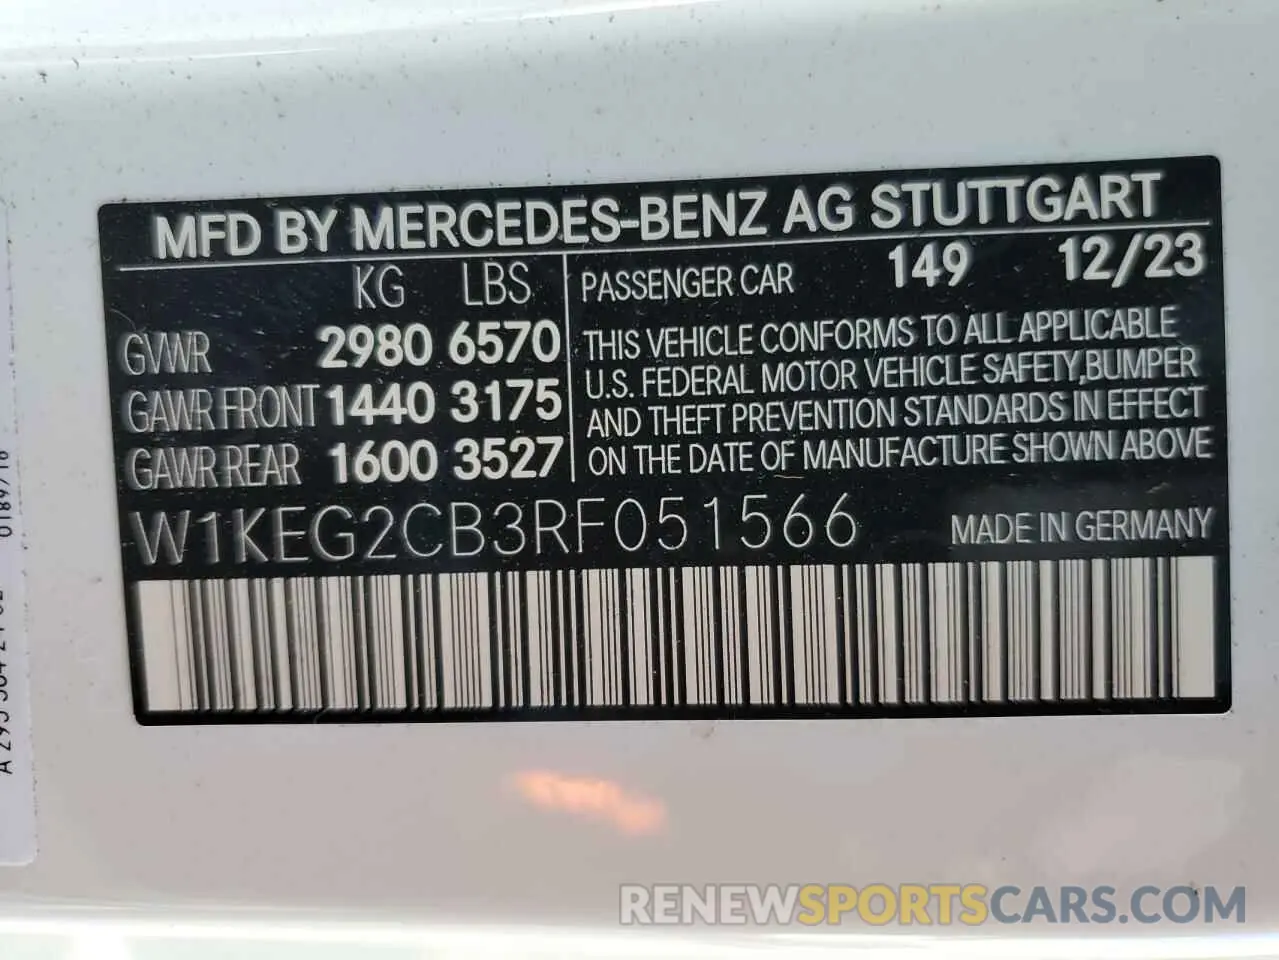 MFD BY MERCEDES-BENZ AG STUTTGART
KG LBS
GVWR 2980 6570
GAWR FRONT 1440 3175
GAWR REAR 1600 3527
PASSENGER CAR 149 12/23
THIS VEHICLE CONFORMS TO ALL APPLICABLE
U.S. FEDERAL MOTOR VEHICLE SAFETY, BUMPER
AND THEFT PREVENTION STANDARDS IN EFFECT
ON THE DATE OF MANUFACTURE SHOWN ABOVE
W1KEG2CB3RF051566 MADE IN GERMANY
RENEWSPORTSCARS.COM